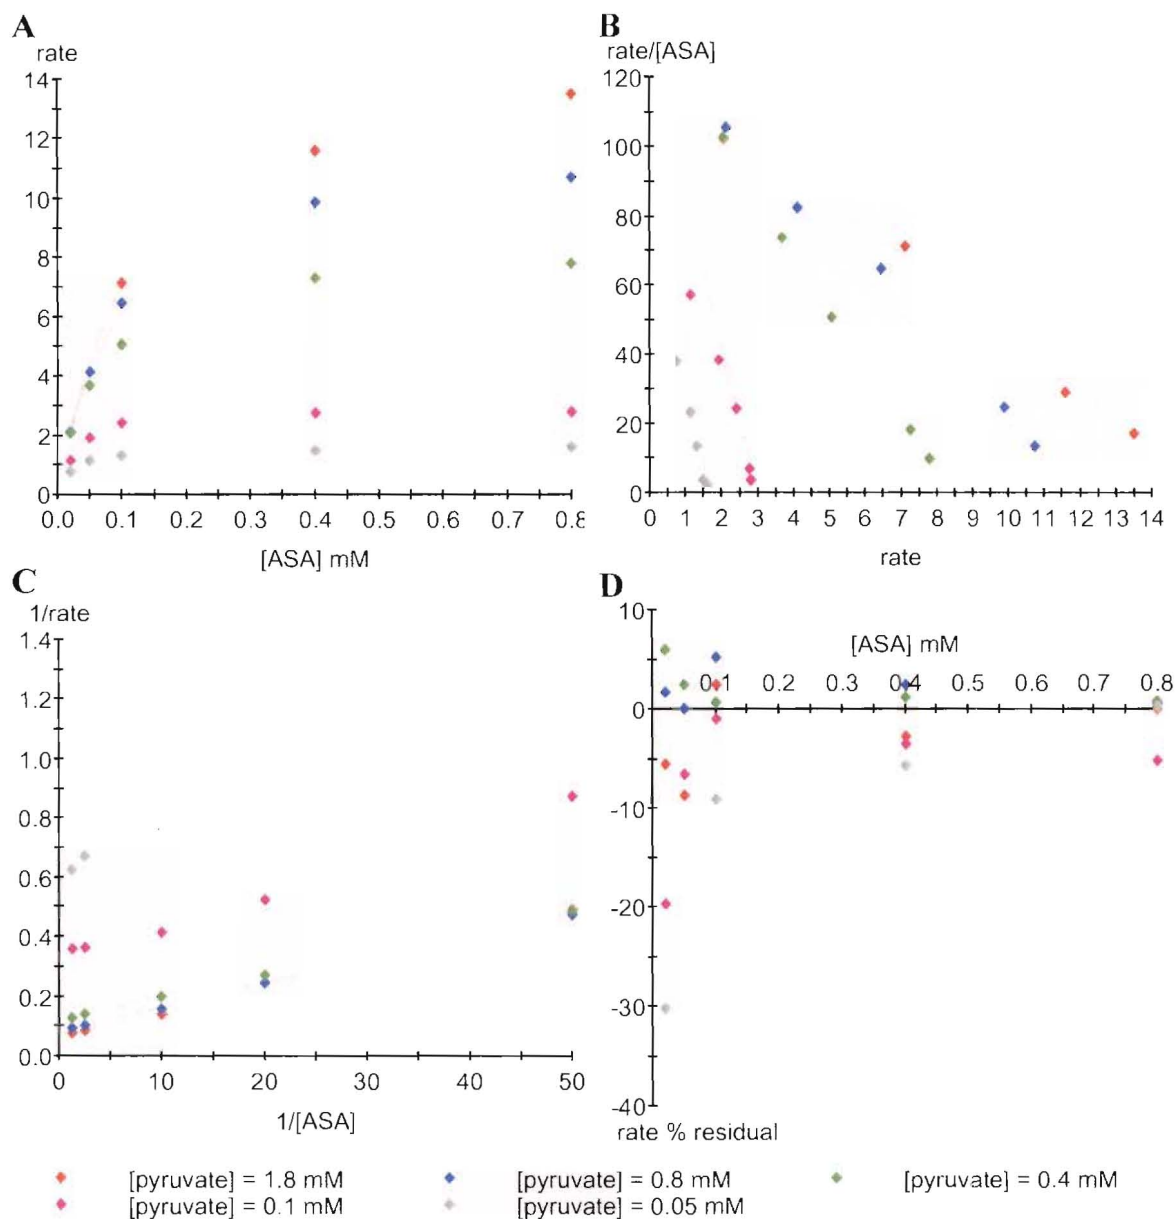 A
rate
14
12
10
8
6
4
2
0
0.0 0.1 0.2 0.3 0.4 0.5 0.6 0.7 0.8
[ASA] mM
B
rate/[ASA]
120
100
80
60
40
20
0
0 1 2 3 4 5 6 7 8 9 10 11 12 13 14
rate
C
1/rate
1.4
1.2
1.0
0.8
0.6
0.4
0.2
0.0
0 10 20 30 40 50
1/[ASA]
D
10
[ASA] mM
0.1 0.2 0.3 0.4 0.5 0.6 0.7 0.8
0
-10
-20
-30
-40
rate % residual
[pyruvate] = 1.8 mM [pyruvate] = 0.8 mM [pyruvate] = 0.4 mM
[pyruvate] = 0.1 mM [pyruvate] = 0.05 mM